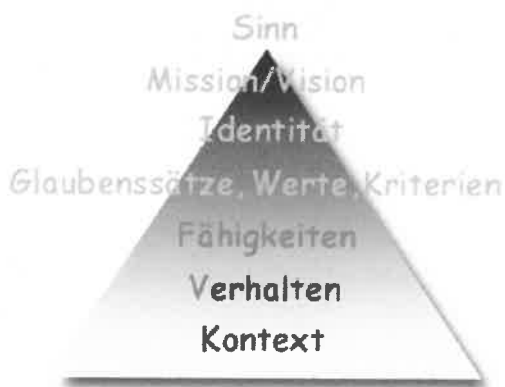 Sinn
Mission/Vision
Identität
Glaubenssätze, Werte, Kriterien
Fähigkeiten
Verhalten
Kontext